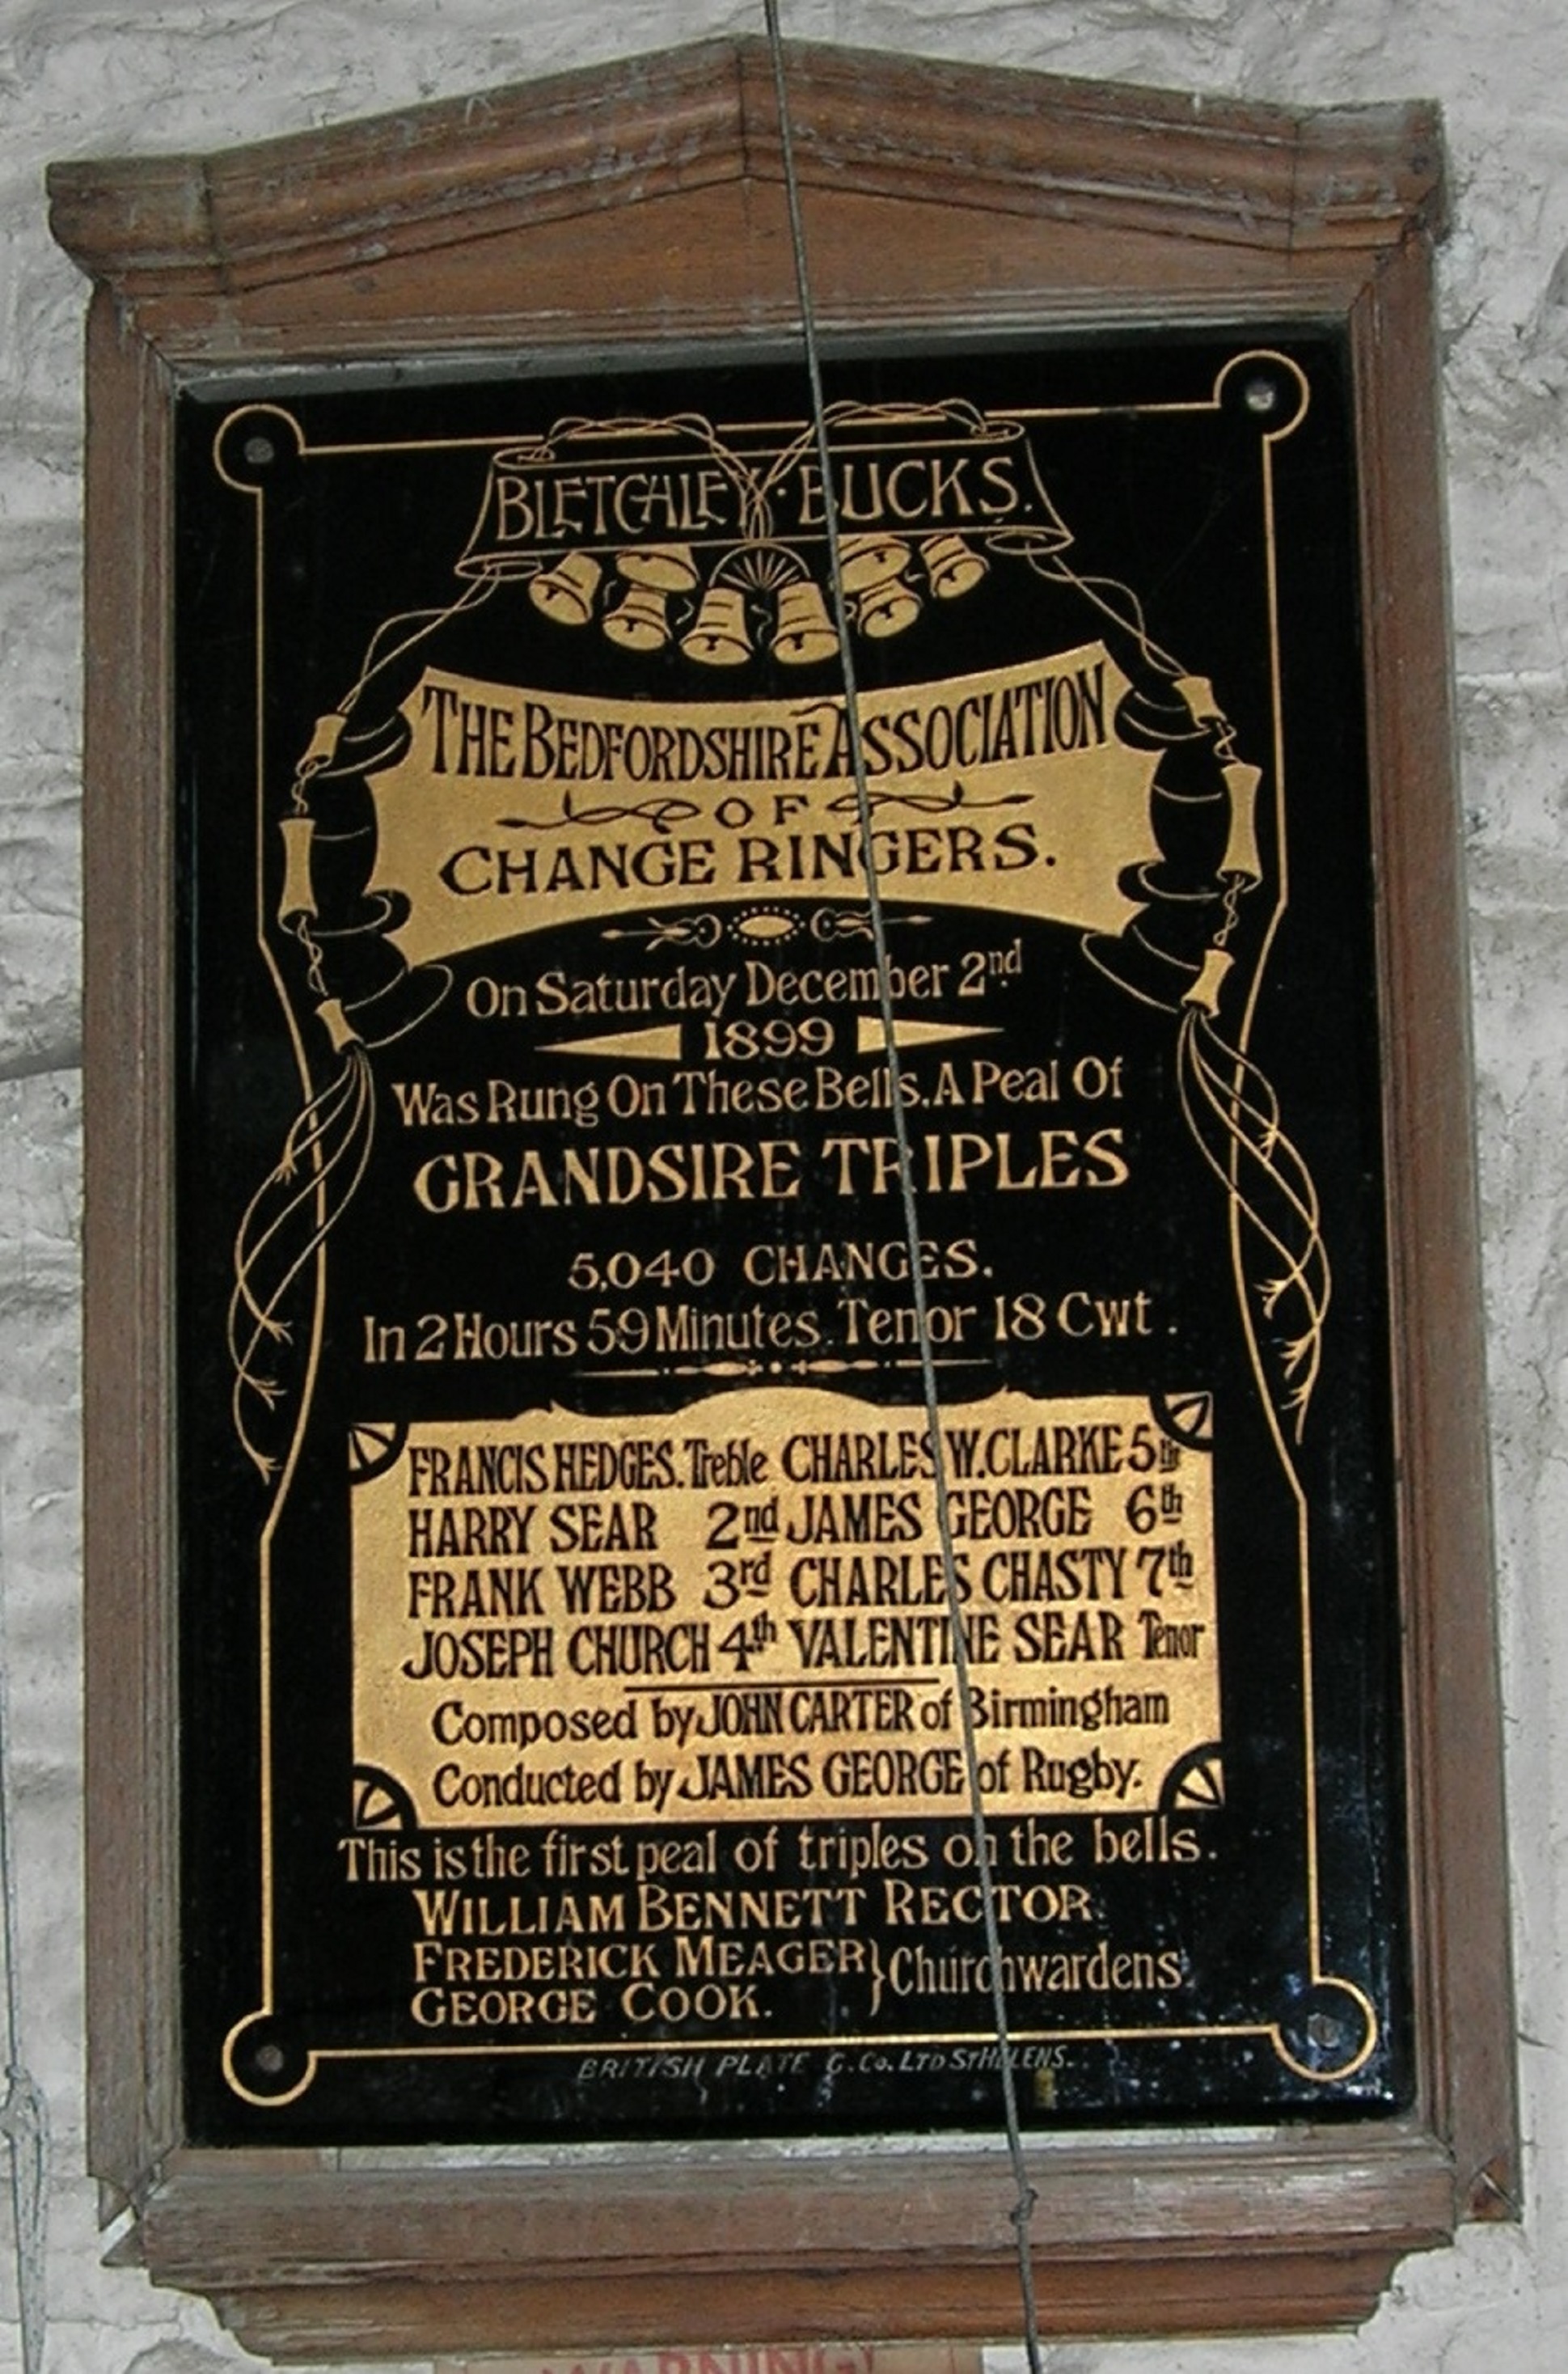 BLETCHLEY · BUCKS.
THE BEDFORDSHIRE ASSOCIATION
OF
CHANGE RINGERS.
On Saturday December 2nd
1899
Was Rung On These Bells. A Peal Of
GRANDSIRE TRIPLES
5,040 CHANGES.
In 2 Hours 59 Minutes. Tenor 18 Cwt.
FRANCIS HEDGES. Treble CHARLES W. CLARKE 5th
HARRY SEAR 2nd JAMES GEORGE 6th
FRANK WEBB 3rd CHARLES CHASTY 7th
JOSEPH CHURCH 4th VALENTINE SEAR Tenor
Composed by JOHN CARTER of Birmingham
Conducted by JAMES GEORGE of Rugby.
This is the first peal of triples on the bells.
WILLIAM BENNETT RECTOR.
FREDERICK MEAGER } Churchwardens
GEORGE COOK.
BRITISH PLATE G. Co. LTD ST HELENS.
WARNING!